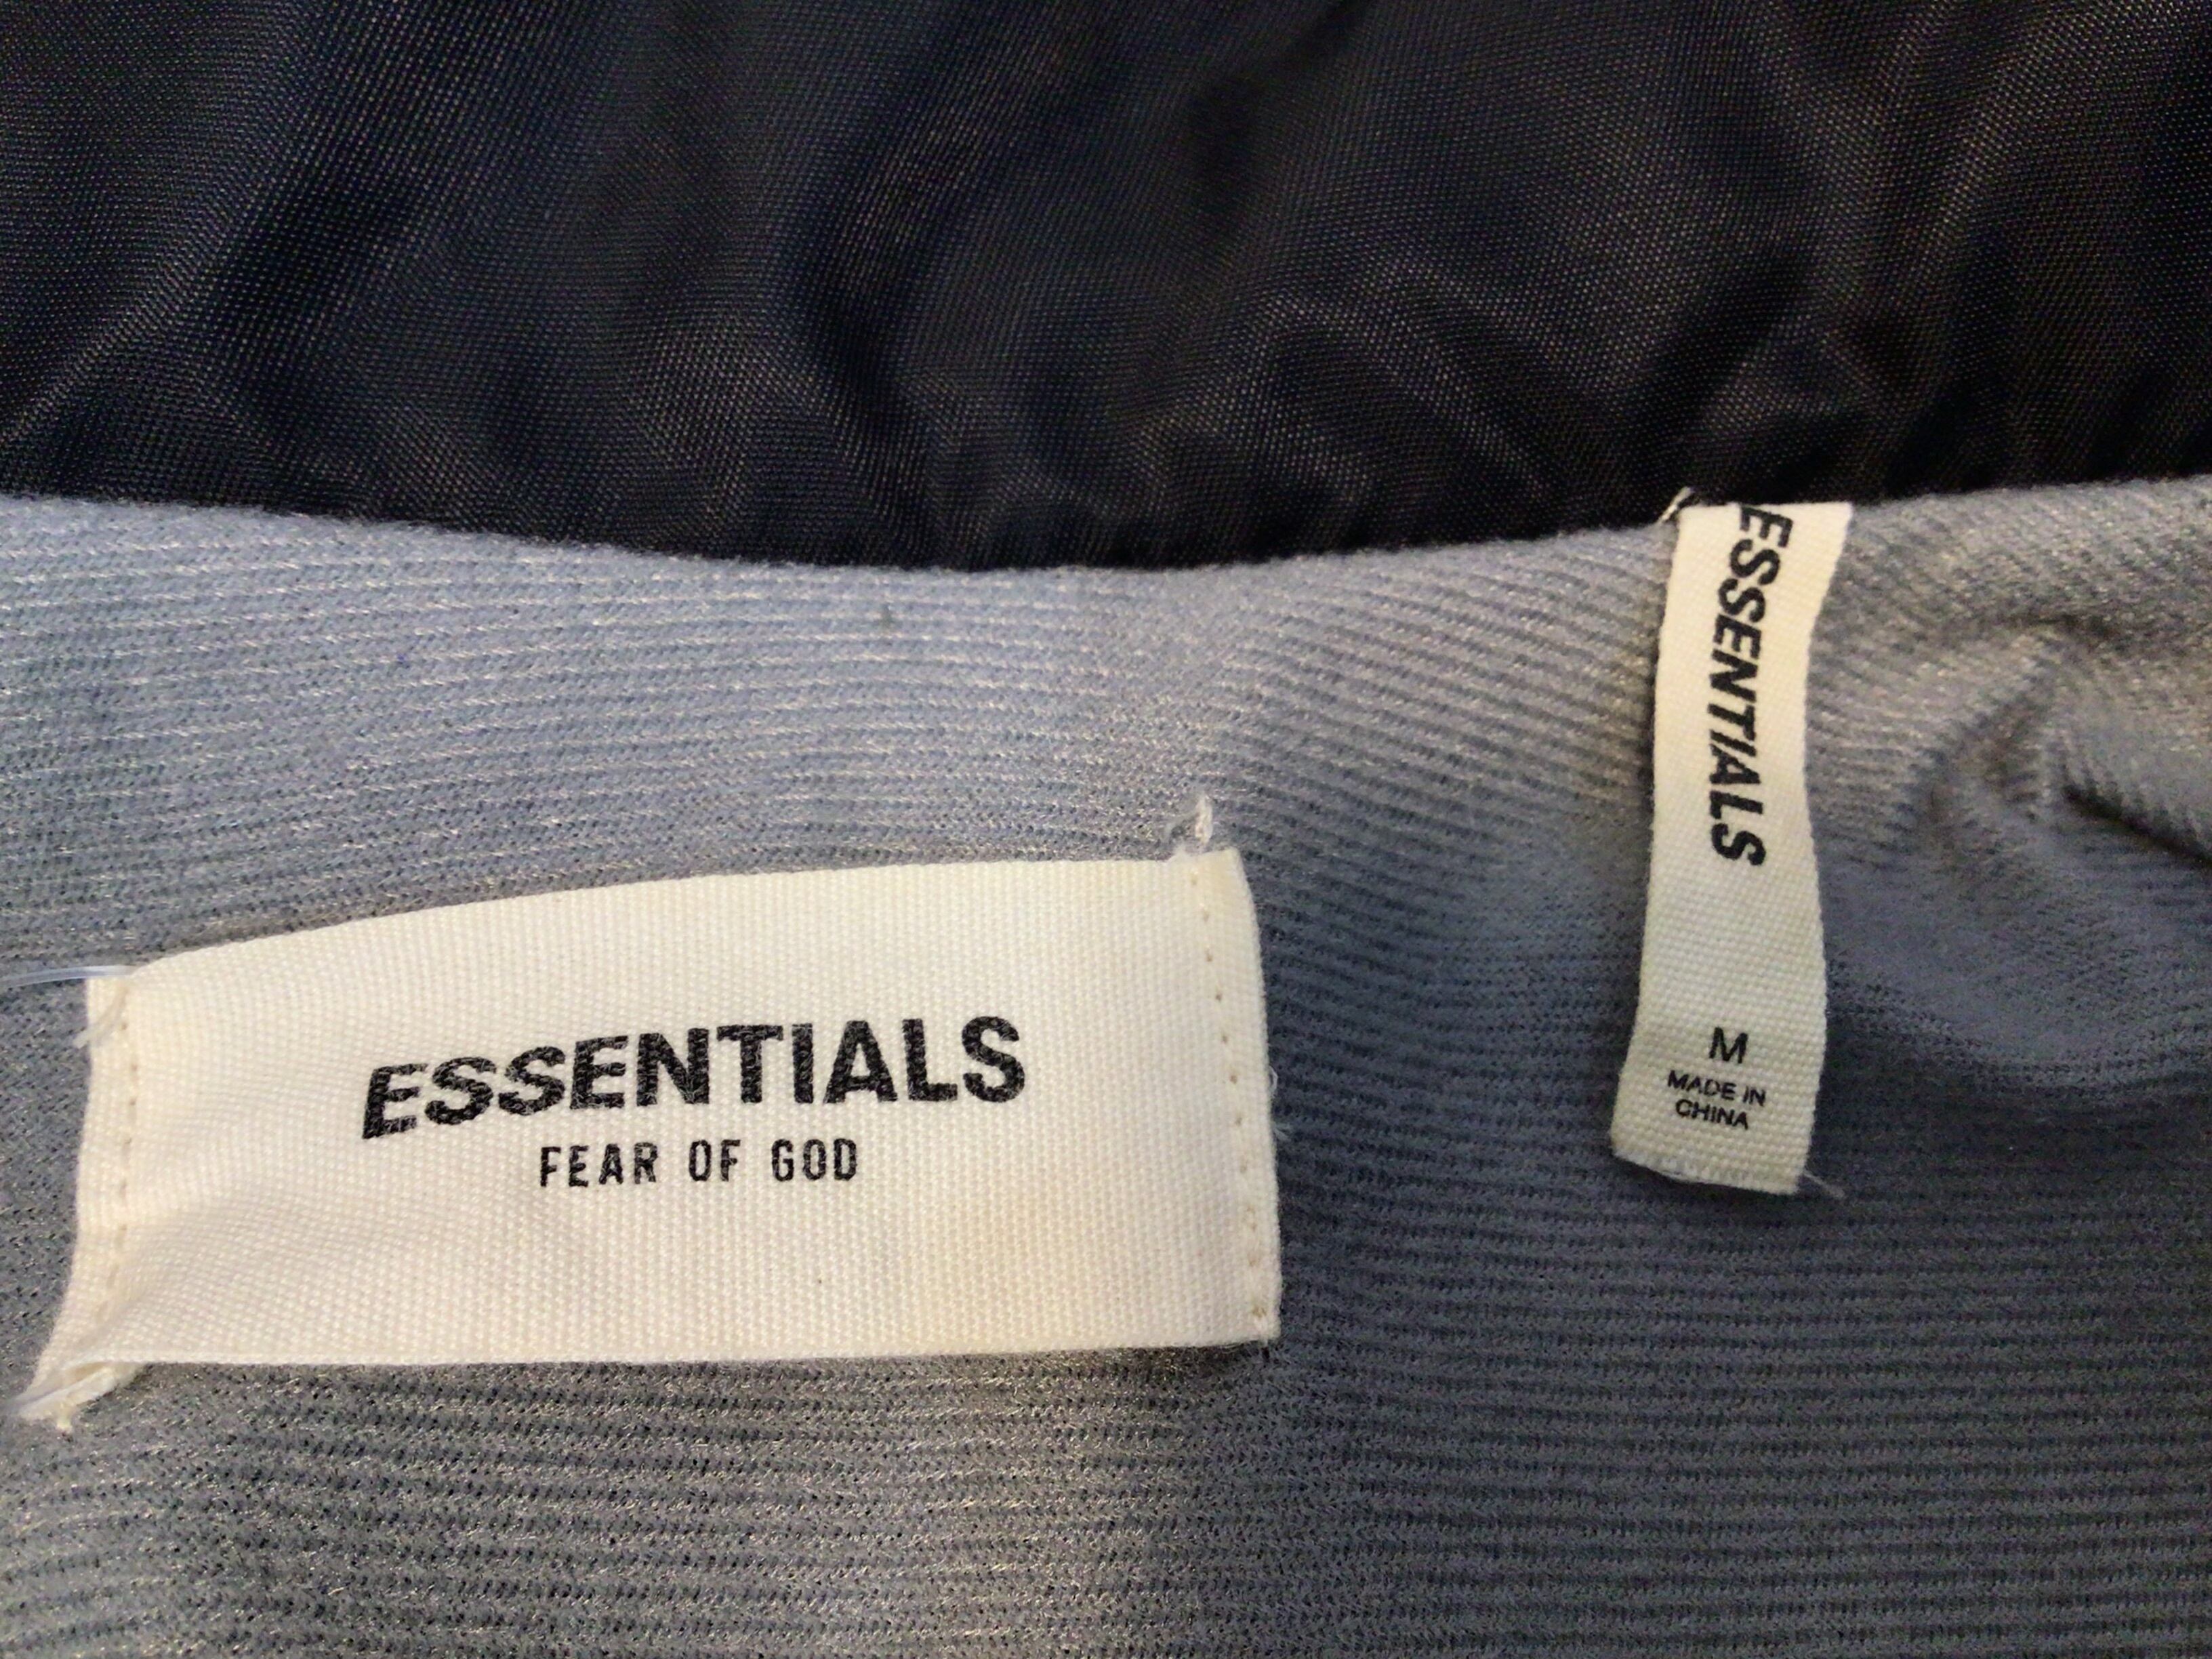 ESSENTIALS
FEAR OF GOD
ESSENTIALS
M
MADE IN
CHINA